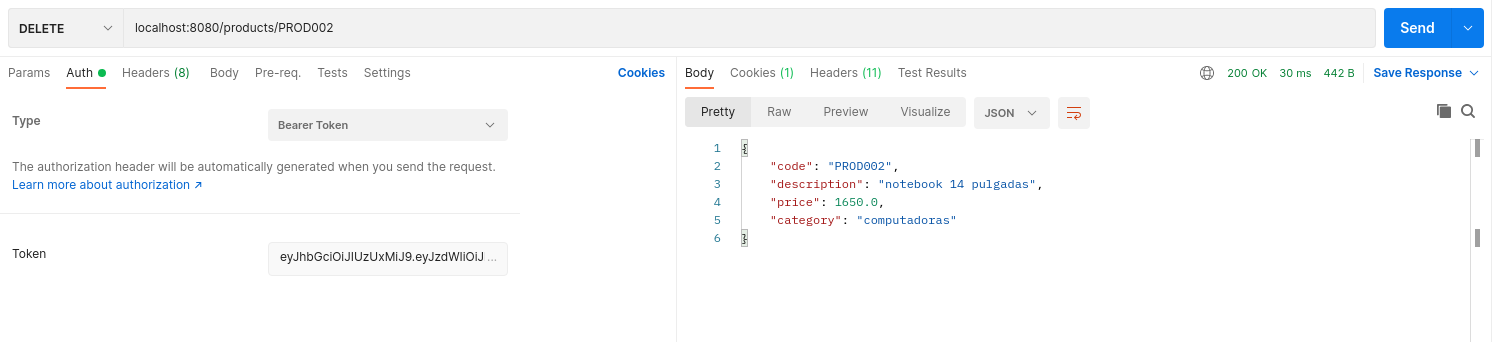 DELETE localhost:8080/products/PROD002 Send
Params Auth Headers (8) Body Pre-req. Tests Settings Cookies
Type Bearer Token
The authorization header will be automatically generated when you send the request.
Learn more about authorization ↗
Token eyJhbGciOiJIUzUxMiJ9.eyJzdWIiOiJ ...
Body Cookies (1) Headers (11) Test Results 200 OK 30 ms 442 B Save Response
Pretty Raw Preview Visualize JSON
1 {
2 "code": "PROD002",
3 "description": "notebook 14 pulgadas",
4 "price": 1650.0,
5 "category": "computadoras"
6 }